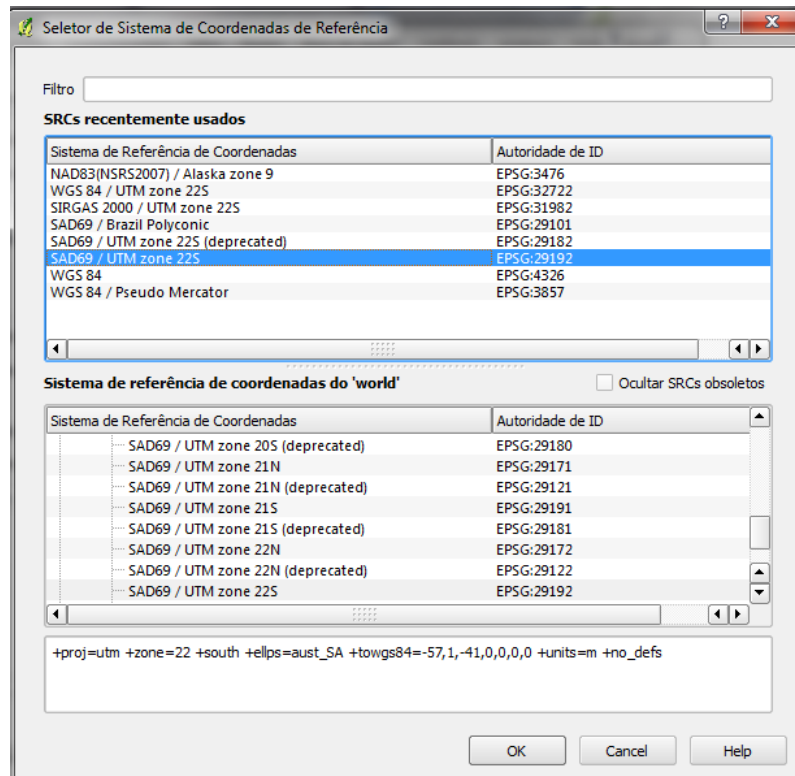 Seletor de Sistema de Coordenadas de Referência
Filtro
SRCs recentemente usados
Sistema de Referência de Coordenadas Autoridade de ID
NAD83(NSRS2007) / Alaska zone 9 EPSG:3476
WGS 84 / UTM zone 22S EPSG:32722
SIRGAS 2000 / UTM zone 22S EPSG:31982
SAD69 / Brazil Polyconic EPSG:29101
SAD69 / UTM zone 22S (deprecated) EPSG:29182
SAD69 / UTM zone 22S EPSG:29192
WGS 84 EPSG:4326
WGS 84 / Pseudo Mercator EPSG:3857
Sistema de referência de coordenadas do 'world' Ocultar SRCs obsoletos
Sistema de Referência de Coordenadas Autoridade de ID
SAD69 / UTM zone 20S (deprecated) EPSG:29180
SAD69 / UTM zone 21N EPSG:29171
SAD69 / UTM zone 21N (deprecated) EPSG:29121
SAD69 / UTM zone 21S EPSG:29191
SAD69 / UTM zone 21S (deprecated) EPSG:29181
SAD69 / UTM zone 22N EPSG:29172
SAD69 / UTM zone 22N (deprecated) EPSG:29122
SAD69 / UTM zone 22S EPSG:29192
+proj=utm +zone=22 +south +ellps=aust_SA +towgs84=-57,1,-41,0,0,0,0 +units=m +no_defs
OK Cancel Help